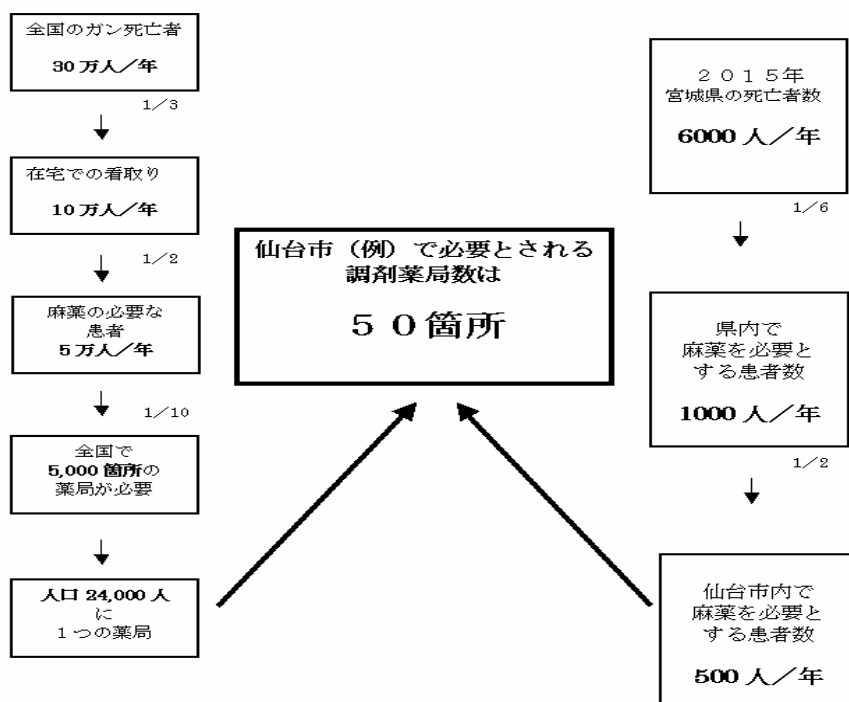 全国のガン死亡者
30万人／年
1／3
在宅での看取り
10万人／年
1／2
麻薬の必要な
患者
5万人／年
1／10
全国で
5,000箇所の
薬局が必要
人口24,000人
に
1つの薬局
仙台市（例）で必要とされる
調剤薬局数は
５０箇所
２０１５年
宮城県の死亡者数
6000人／年
1／6
県内で
麻薬を必要と
する患者数
1000人／年
1／2
仙台市内で
麻薬を必要と
する患者数
500人／年